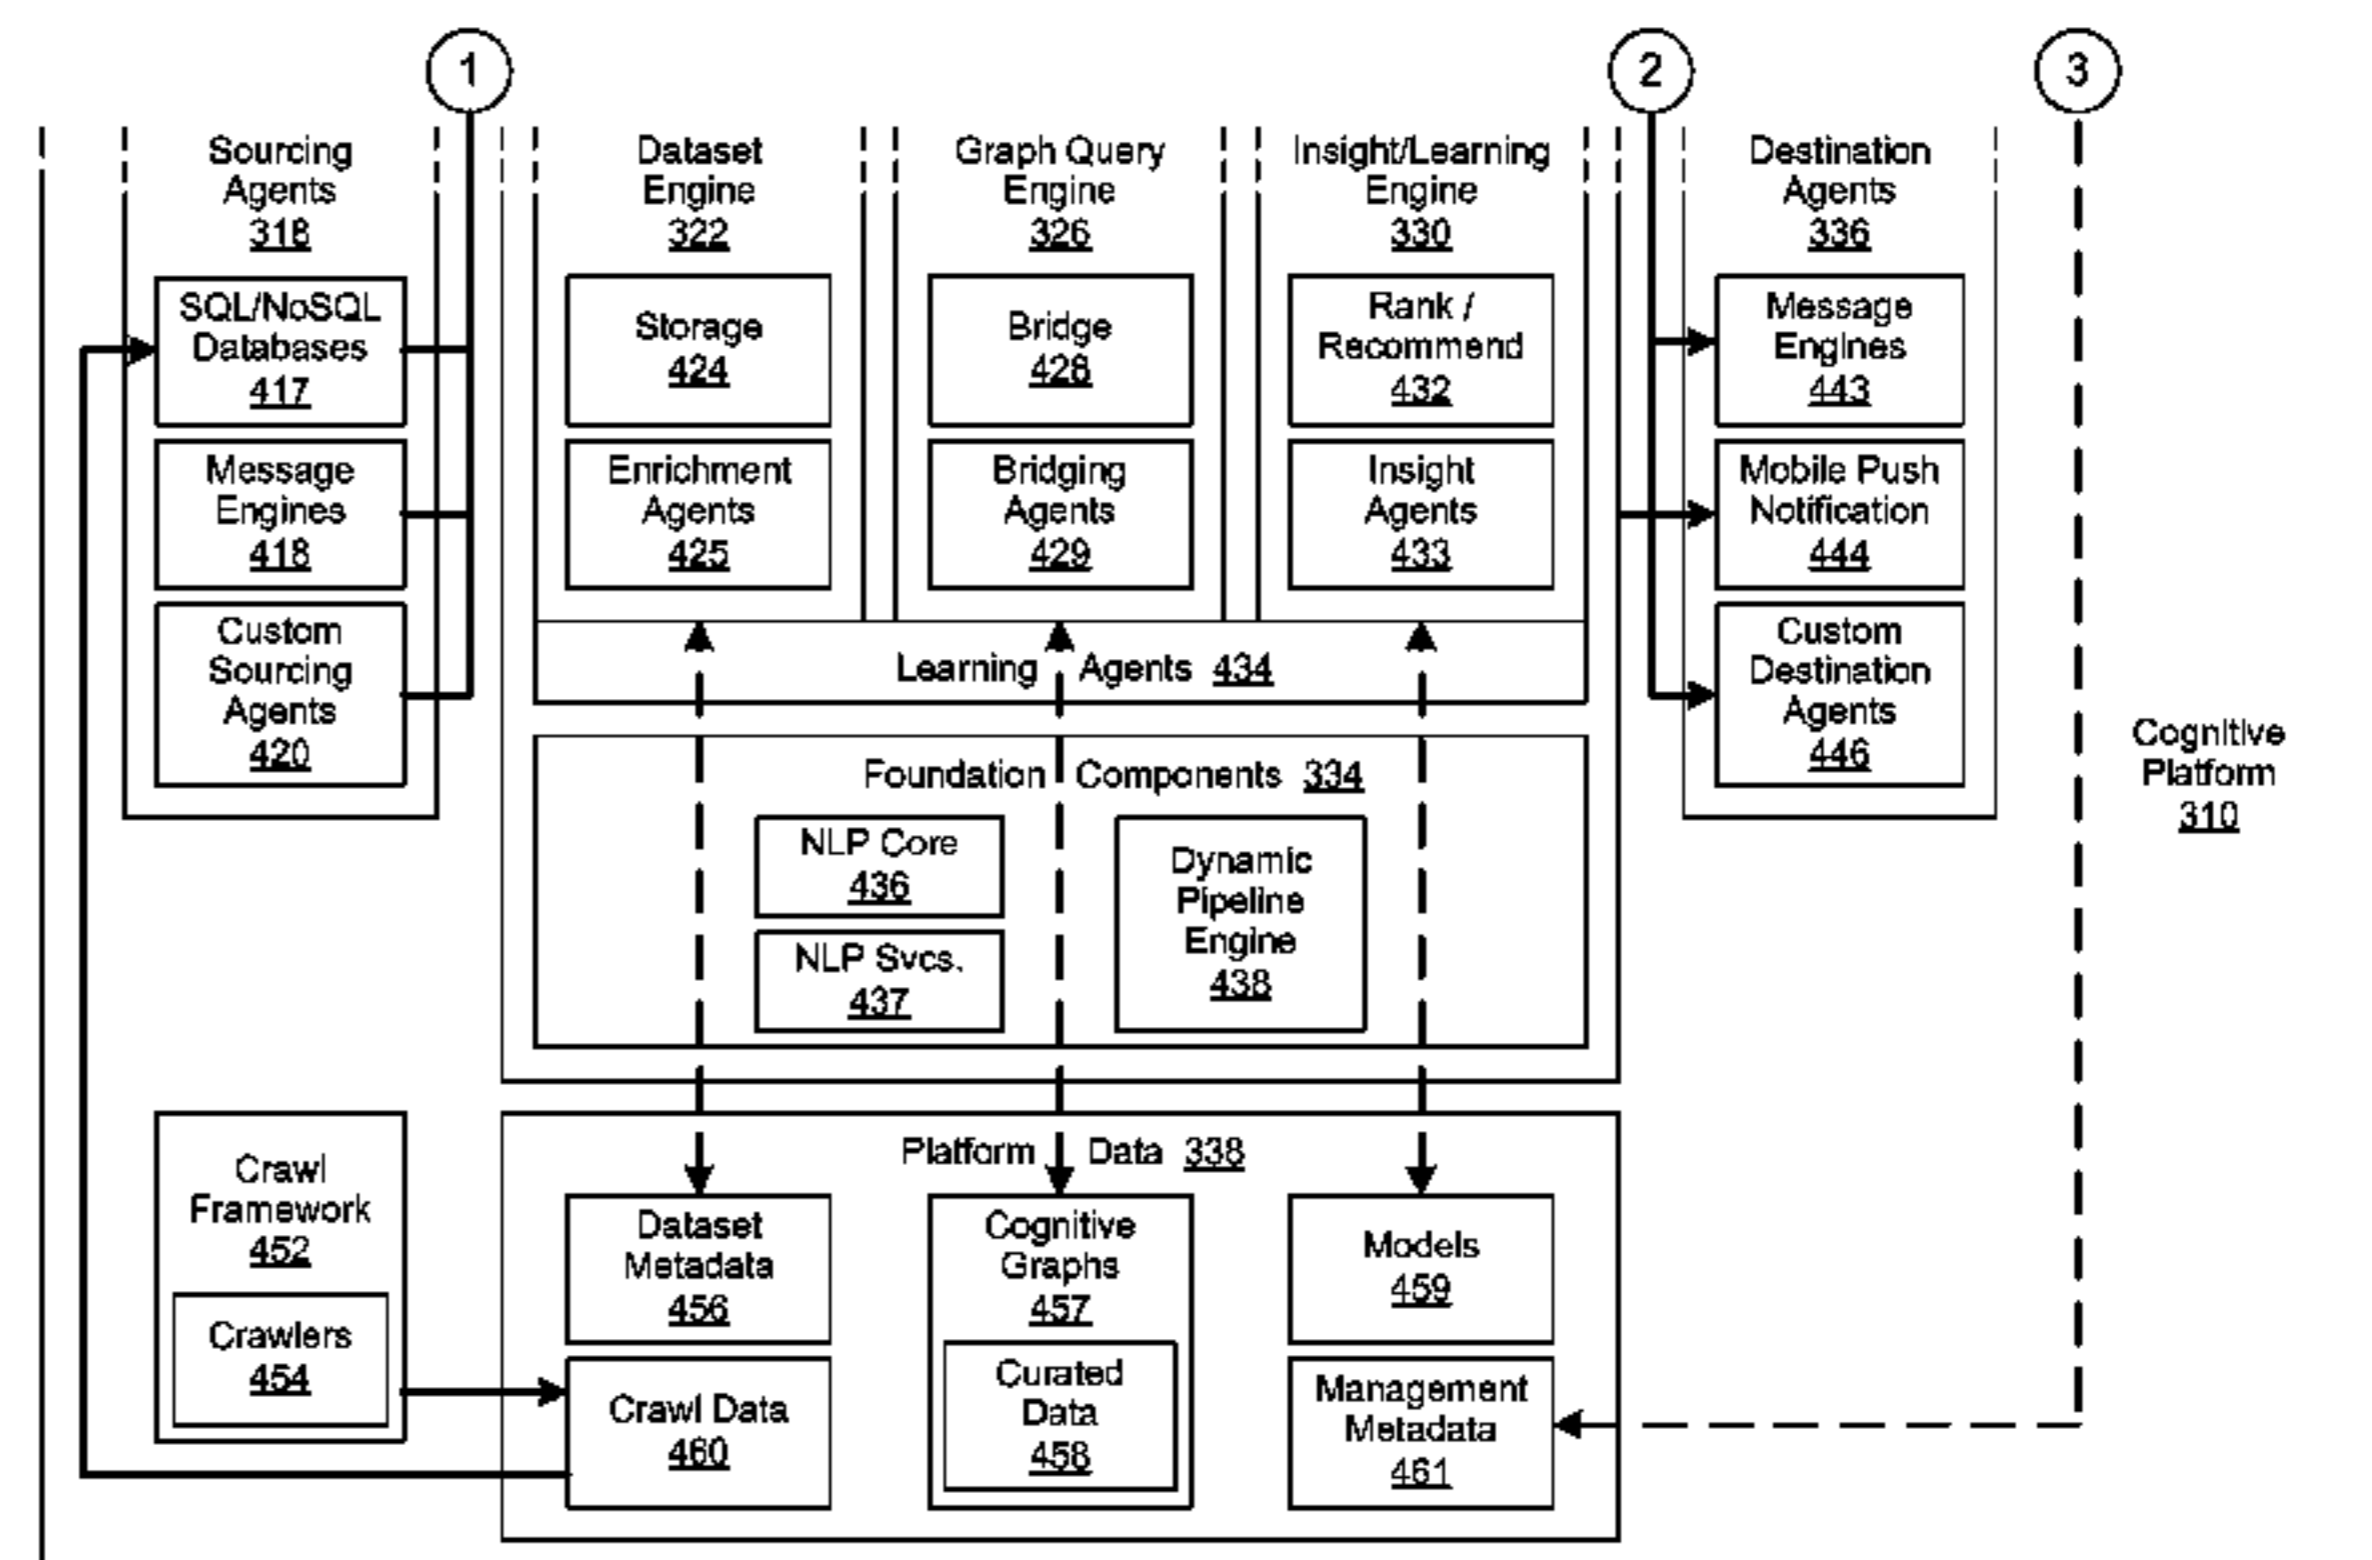 1
2
3
Sourcing
Agents
318
SQL/NoSQL
Databases
417
Message
Engines
418
Custom
Sourcing
Agents
420
Dataset
Engine
322
Storage
424
Enrichment
Agents
425
Graph Query
Engine
326
Bridge
428
Bridging
Agents
429
Insight/Learning
Engine
330
Rank /
Recommend
432
Insight
Agents
433
Learning Agents 434
Destination
Agents
336
Message
Engines
443
Mobile Push
Notification
444
Custom
Destination
Agents
446
Cognitive
Platform
310
Foundation Components 334
NLP Core
436
NLP Svcs.
437
Dynamic
Pipeline
Engine
438
Crawl
Framework
452
Crawlers
454
Platform Data 338
Dataset
Metadata
456
Crawl Data
460
Cognitive
Graphs
457
Curated
Data
458
Models
459
Management
Metadata
461